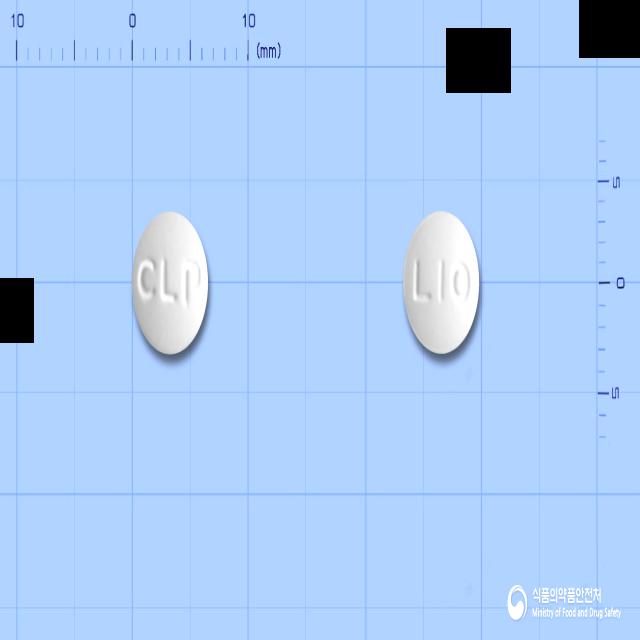 10 0 10
(mm)
CLP
L10
5
0
5
식품의약품안전처
Ministry of Food and Drug Safety